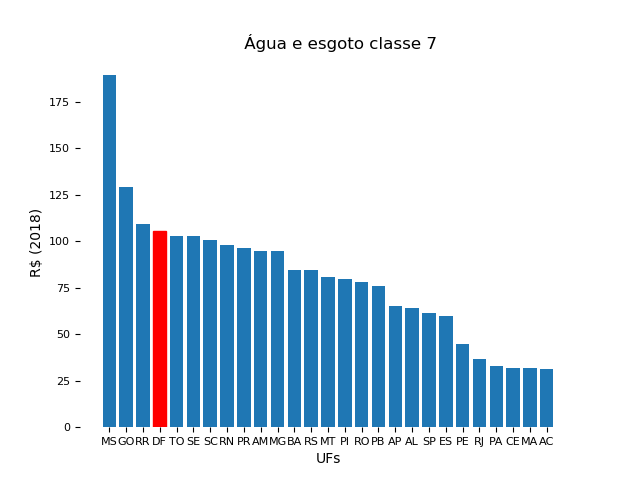 Água e esgoto classe 7
R$ (2018)
175
150
125
100
75
50
25
0
MS GO RR DF TO SE SC RN PR AM MG BA RS MT PI RO PB AP AL SP ES PE RJ PA CE MA AC
UFs